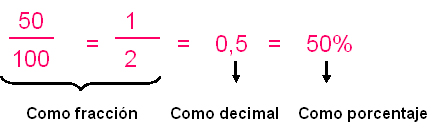 50/100 = 1/2 = 0,5 = 50%
Como fracción Como decimal Como porcentaje